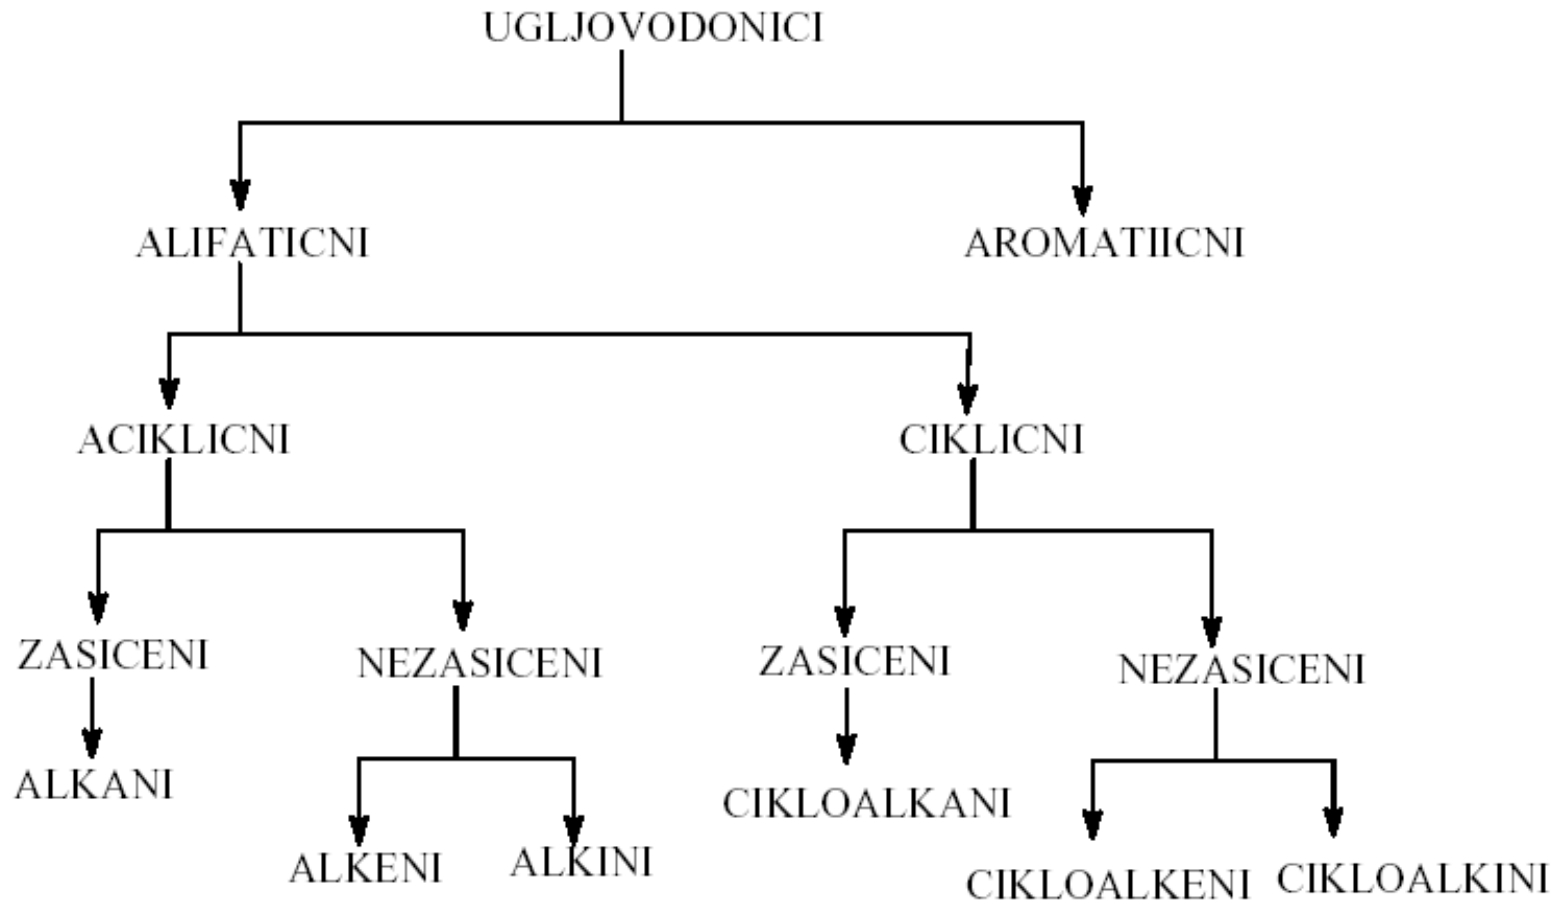 UGLJOVODONICI
ALIFATICNI
AROMATIICNI
ACIKLICNI
CIKLICNI
ZASICENI
NEZASICENI
ZASICENI
NEZASICENI
ALKANI
ALKENI
ALKINI
CIKLOALKANI
CIKLOALKENI
CIKLOALKINI